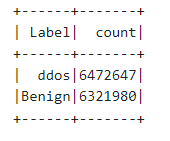 +------+-------+
| Label|  count|
+------+-------+
|  ddos|6472647|
|Benign|6321980|
+------+-------+